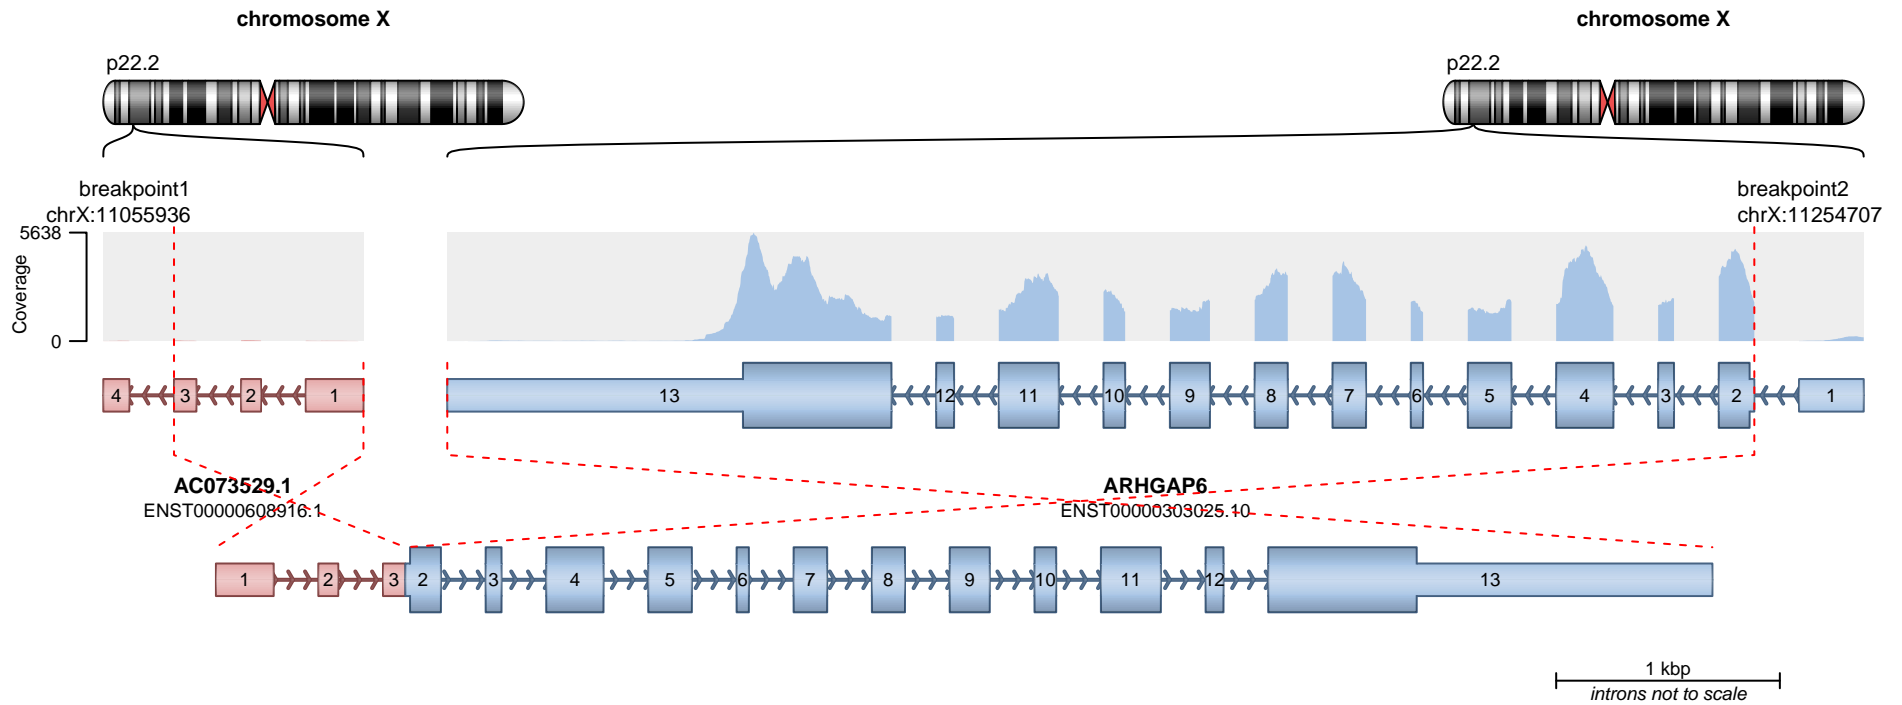 chromosome X
chromosome X
p22.2
p22.2
breakpoint1
chrX:11055936
breakpoint2
chrX:11254707
5638
Coverage
0
4 3 2 1
13 12 11 10 9 8 7 6 5 4 3 2 1
AC073529.1
ENST00000608916.1
ARHGAP6
ENST00000303025.10
1 2 3 2 3 4 5 6 7 8 9 10 11 12 13
1 kbp
introns not to scale